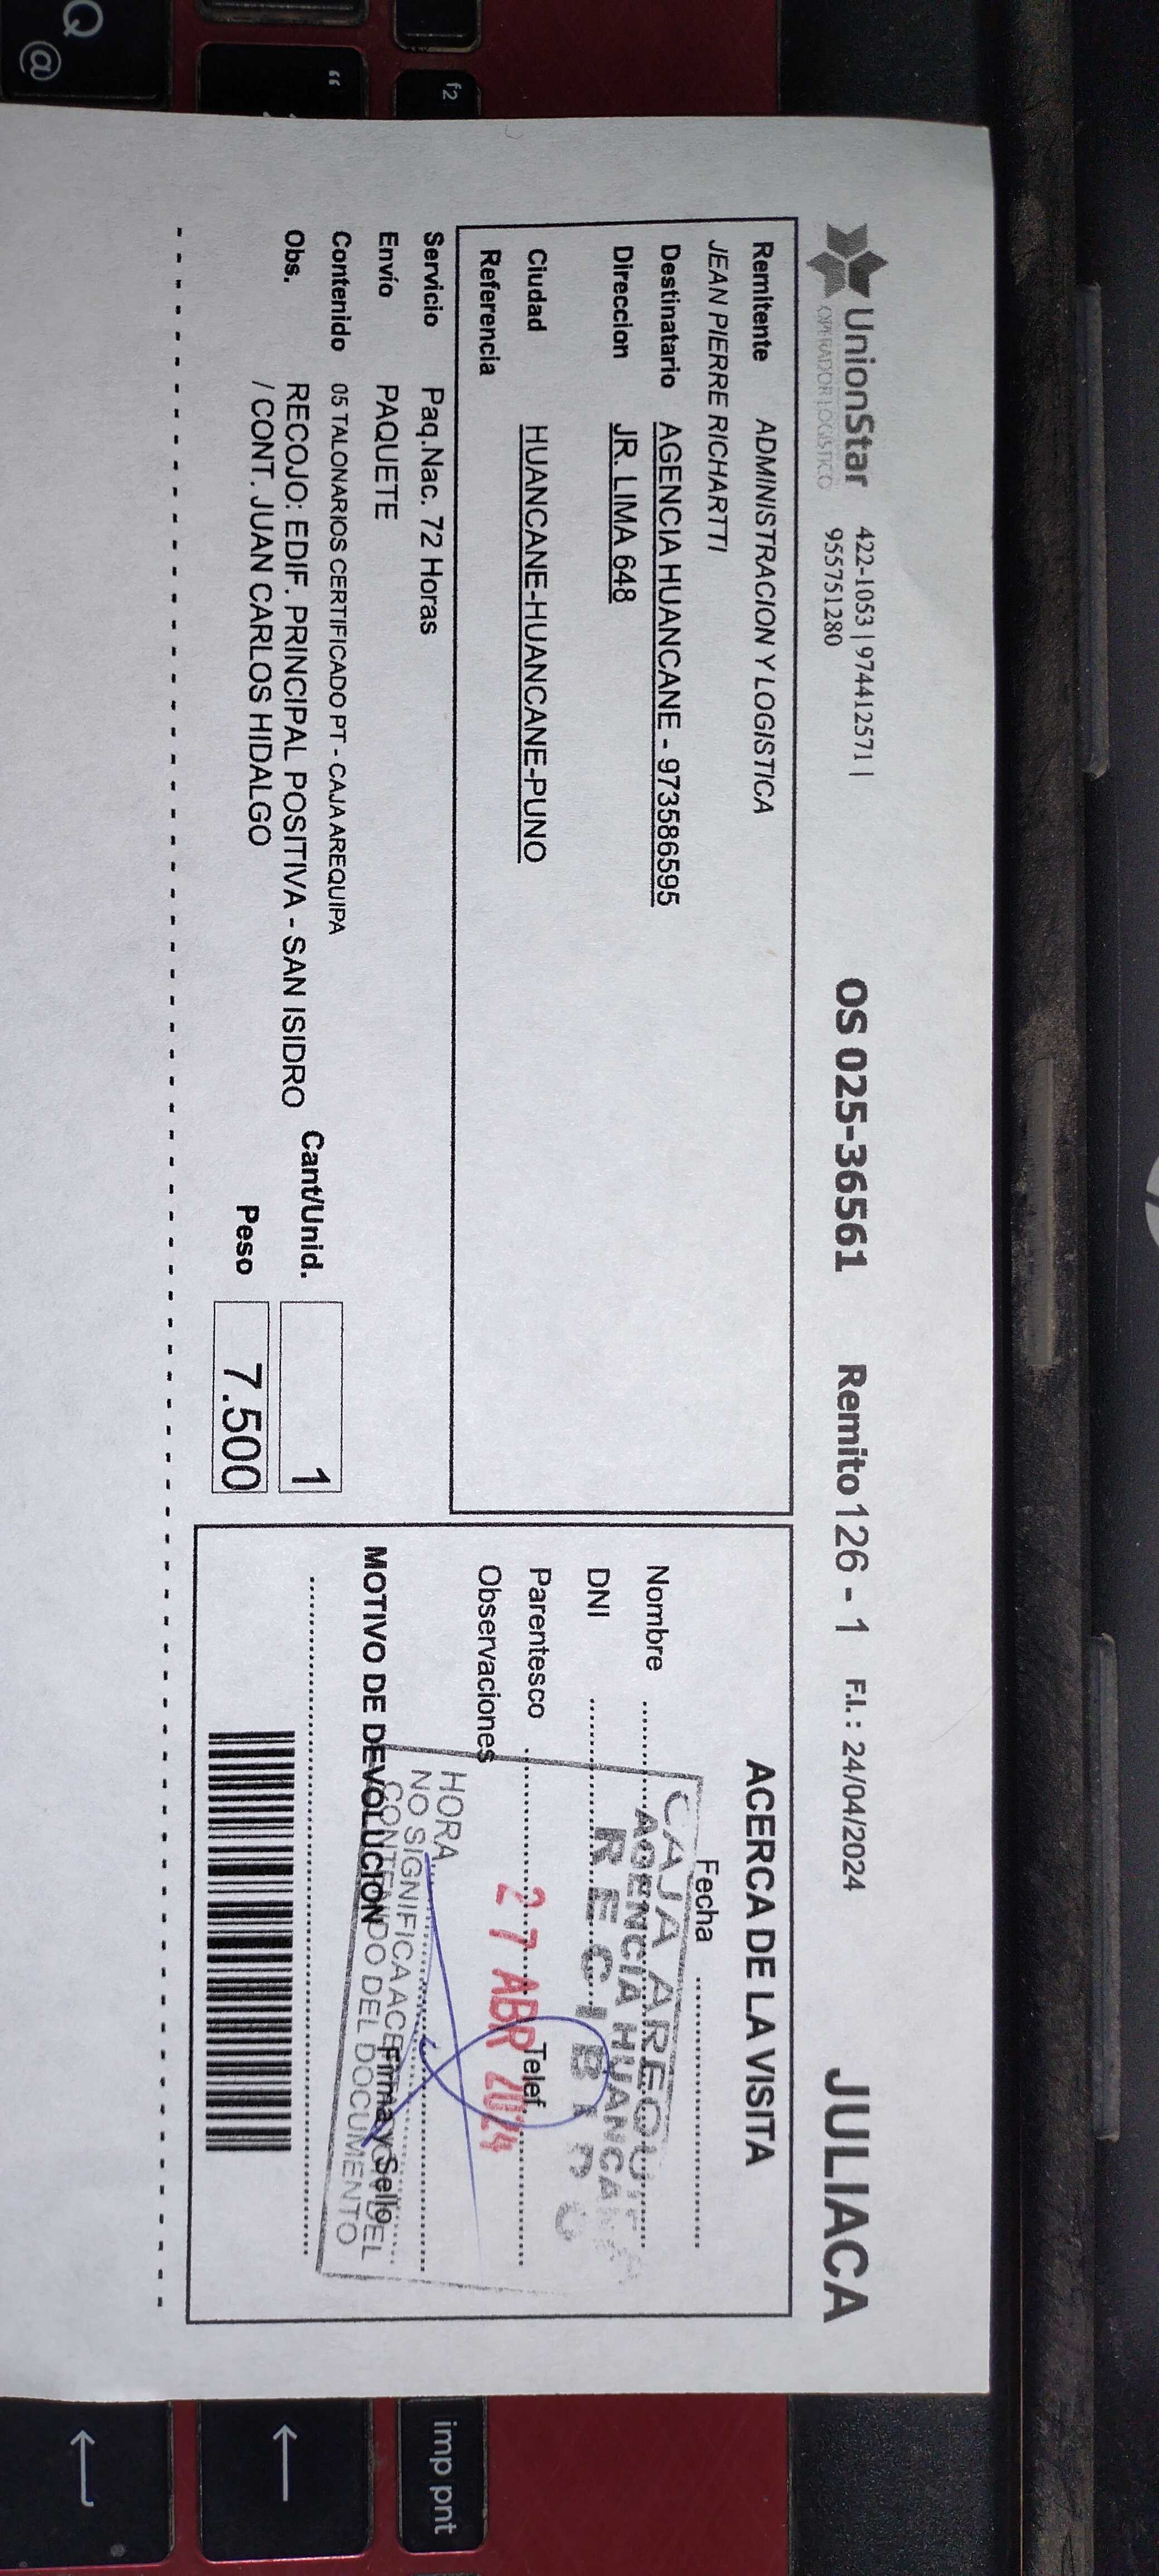 UnionStar
OPERADOR LOGISTICO
422-1053 | 974412571 |
955751280
OS 025-36561
Remito 126 - 1
F.I. : 24/04/2024
JULIACA
Remitente ADMINISTRACION Y LOGISTICA
JEAN PIERRE RICHARTTI
Destinatario AGENCIA HUANCANE - 973586595
Direccion JR. LIMA 648
Ciudad HUANCANE-HUANCANE-PUNO
Referencia
Servicio Paq.Nac. 72 Horas
Envío PAQUETE
Contenido 05 TALONARIOS CERTIFICADO PT - CAJA AREQUIPA
Obs. RECOJO: EDIF. PRINCIPAL POSITIVA - SAN ISIDRO
/ CONT. JUAN CARLOS HIDALGO
Cant/Unid. 1
Peso 7.500
ACERCA DE LA VISITA
Fecha
Nombre
DNI
Parentesco
Telef.
Observaciones
Firma y Sello
MOTIVO DE DEVOLUCION
CAJA AREQUIPA
AGENCIA HUANCANE
RECIBIDO
27 ABR 2024
HORA
NO SIGNIFICA
CONTENIDO DEL DOCUMENTO
Q
@
“
f2
imp pnt
←